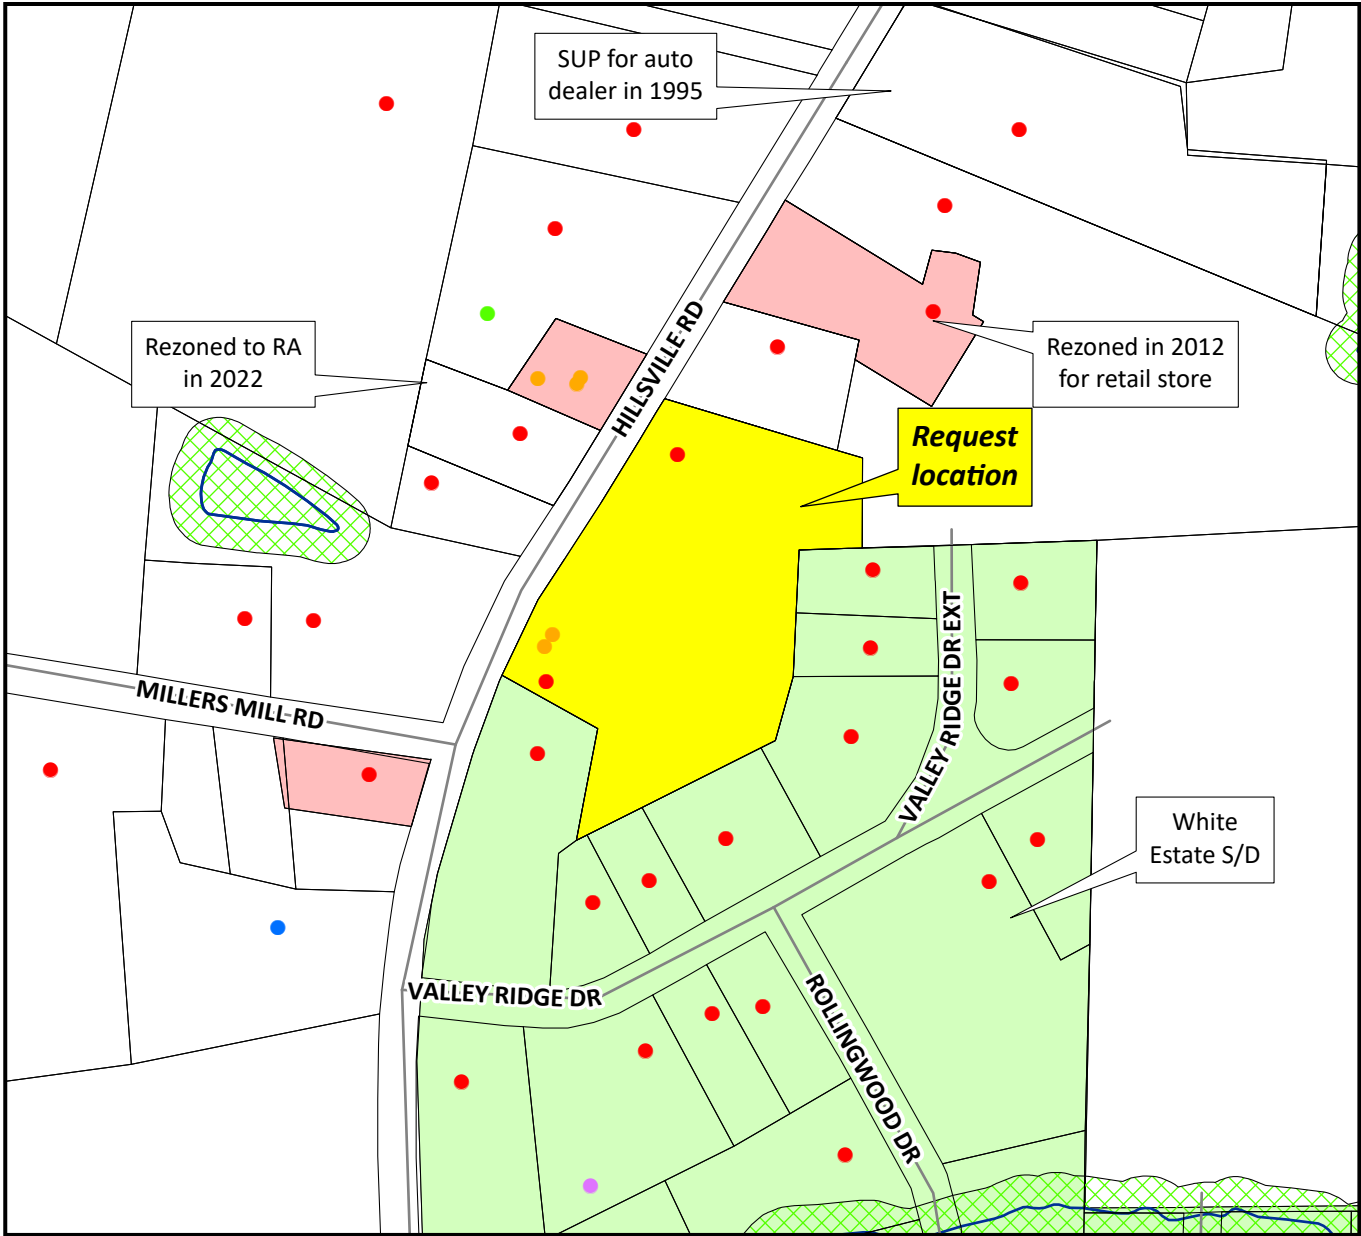 SUP for auto
dealer in 1995
HILLSVILLE RD
Rezoned to RA
in 2022
Rezoned in 2012
for retail store
Request
location
MILLERS MILL RD
VALLEY RIDGE DR EXT
White
Estate S/D
VALLEY RIDGE DR
ROLLINGWOOD DR